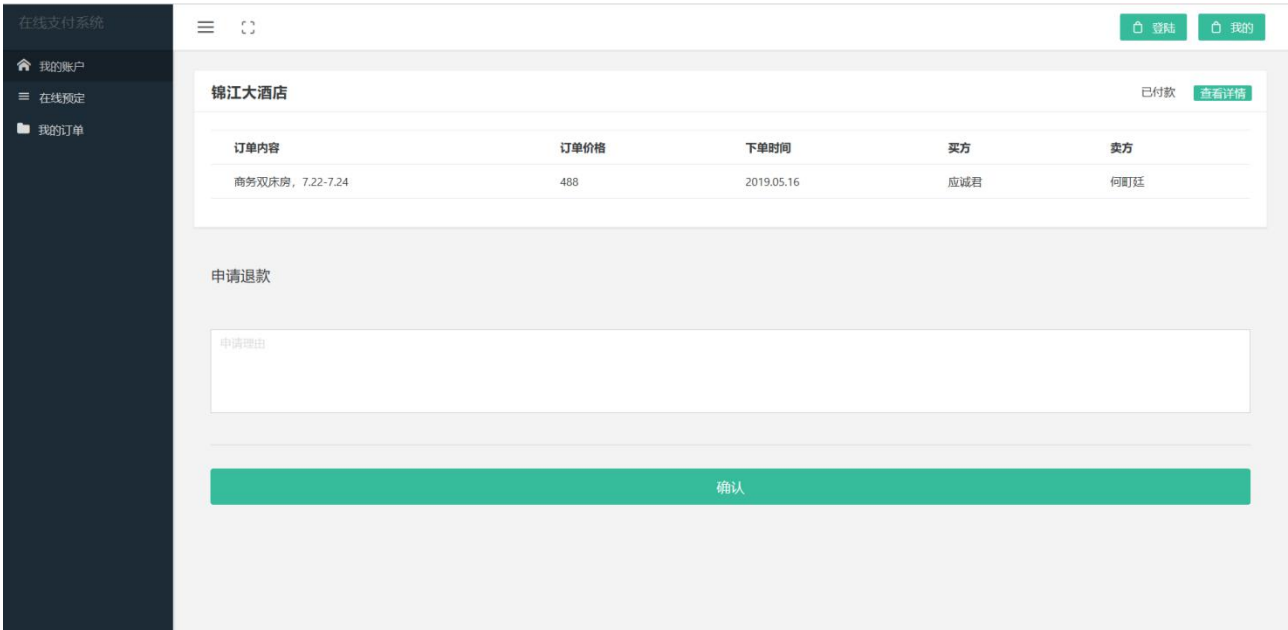 在线支付系统
登陆
我的
我的账户
在线预定
我的订单
锦江大酒店
已付款 查看详情
订单内容 订单价格 下单时间 买方 卖方
商务双床房，7.22-7.24 488 2019.05.16 应诚君 何町廷
申请退款
申请理由
确认